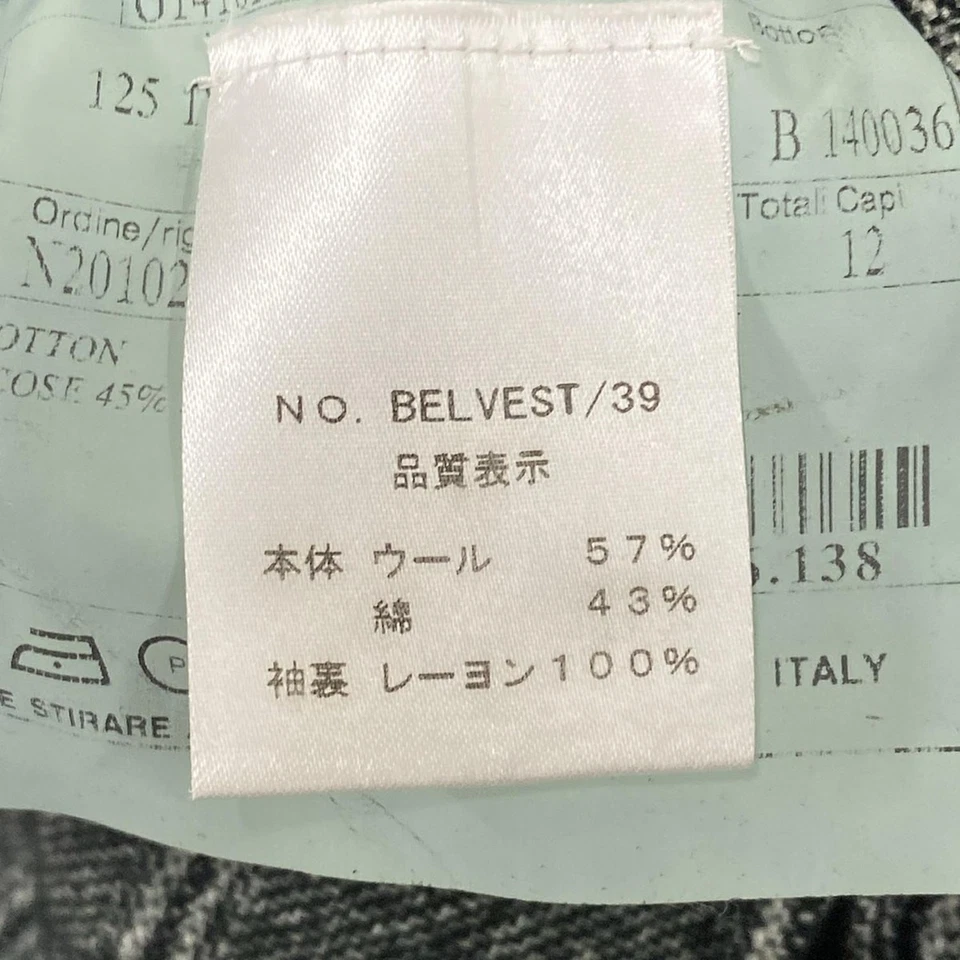 125
B 140036
Ordine/rig
Totali Capi
N20102
12
OTTON
COSE 45%
NO. BELVEST/39
品質表示
本体 ウール 57%
綿 43%
.138
袖裏 レーヨン100%
ITALY
P
E STIRARE